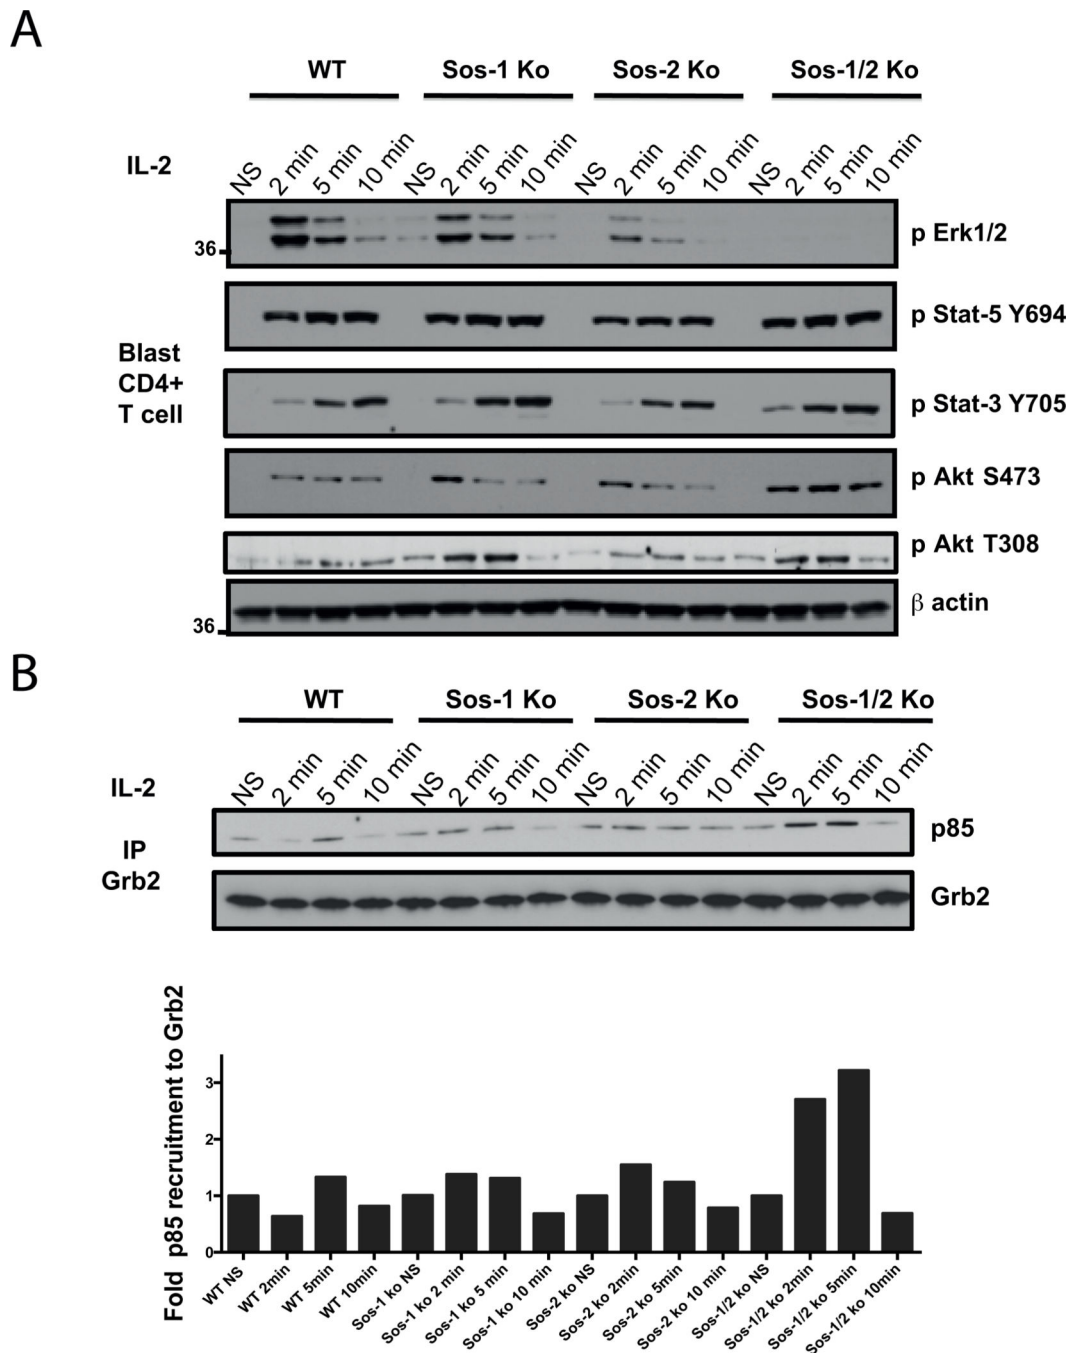 A
WT Sos-1 Ko Sos-2 Ko Sos-1/2 Ko
IL-2 NS 2 min 5 min 10 min NS 2 min 5 min 10 min NS 2 min 5 min 10 min NS 2 min 5 min 10 min
36 p Erk1/2
p Stat-5 Y694
Blast
CD4+
T cell
p Stat-3 Y705
p Akt S473
p Akt T308
β actin
36
B
WT Sos-1 Ko Sos-2 Ko Sos-1/2 Ko
IL-2 NS 2 min 5 min 10 min NS 2 min 5 min 10 min NS 2 min 5 min 10 min NS 2 min 5 min 10 min
IP
Grb2
p85
Grb2
Fold p85 recruitment to Grb2
3
2
1
0
WT NS
WT 2min
WT 5min
WT 10min
Sos-1 ko NS
Sos-1 ko 2 min
Sos-1 ko 5 min
Sos-1 ko 10 min
Sos-2 ko NS
Sos-2 ko 2min
Sos-2 ko 5min
Sos-2 ko 10 min
Sos-1/2 ko NS
Sos-1/2 ko 2min
Sos-1/2 ko 5min
Sos-1/2 ko 10min